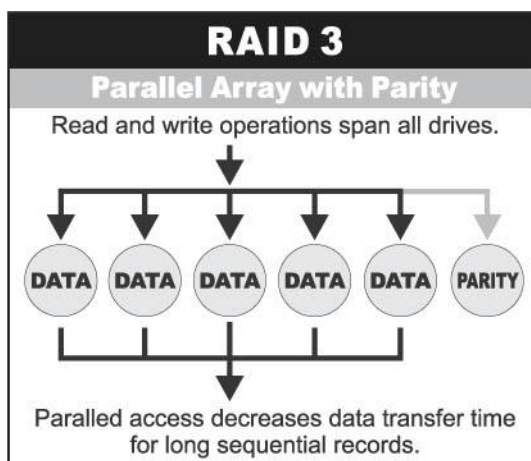 RAID 3
Parallel Array with Parity
Read and write operations span all drives.
DATA DATA DATA DATA DATA PARITY
Paralled access decreases data transfer time
for long sequential records.